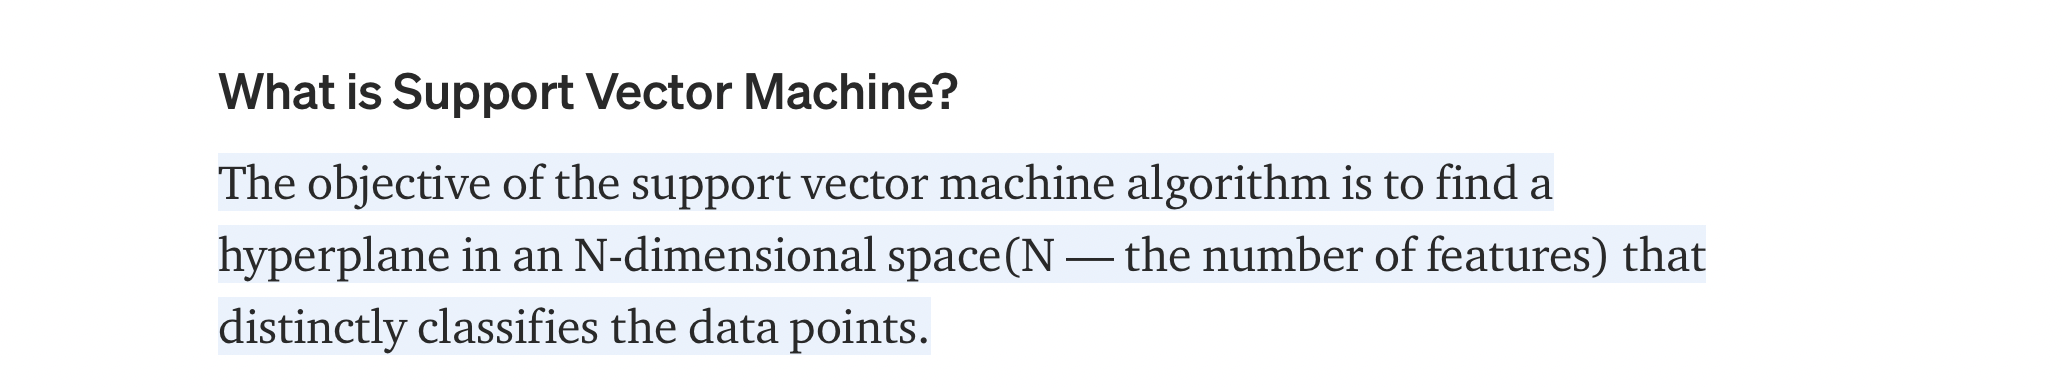 What is Support Vector Machine?
The objective of the support vector machine algorithm is to find a
hyperplane in an N-dimensional space(N — the number of features) that
distinctly classifies the data points.